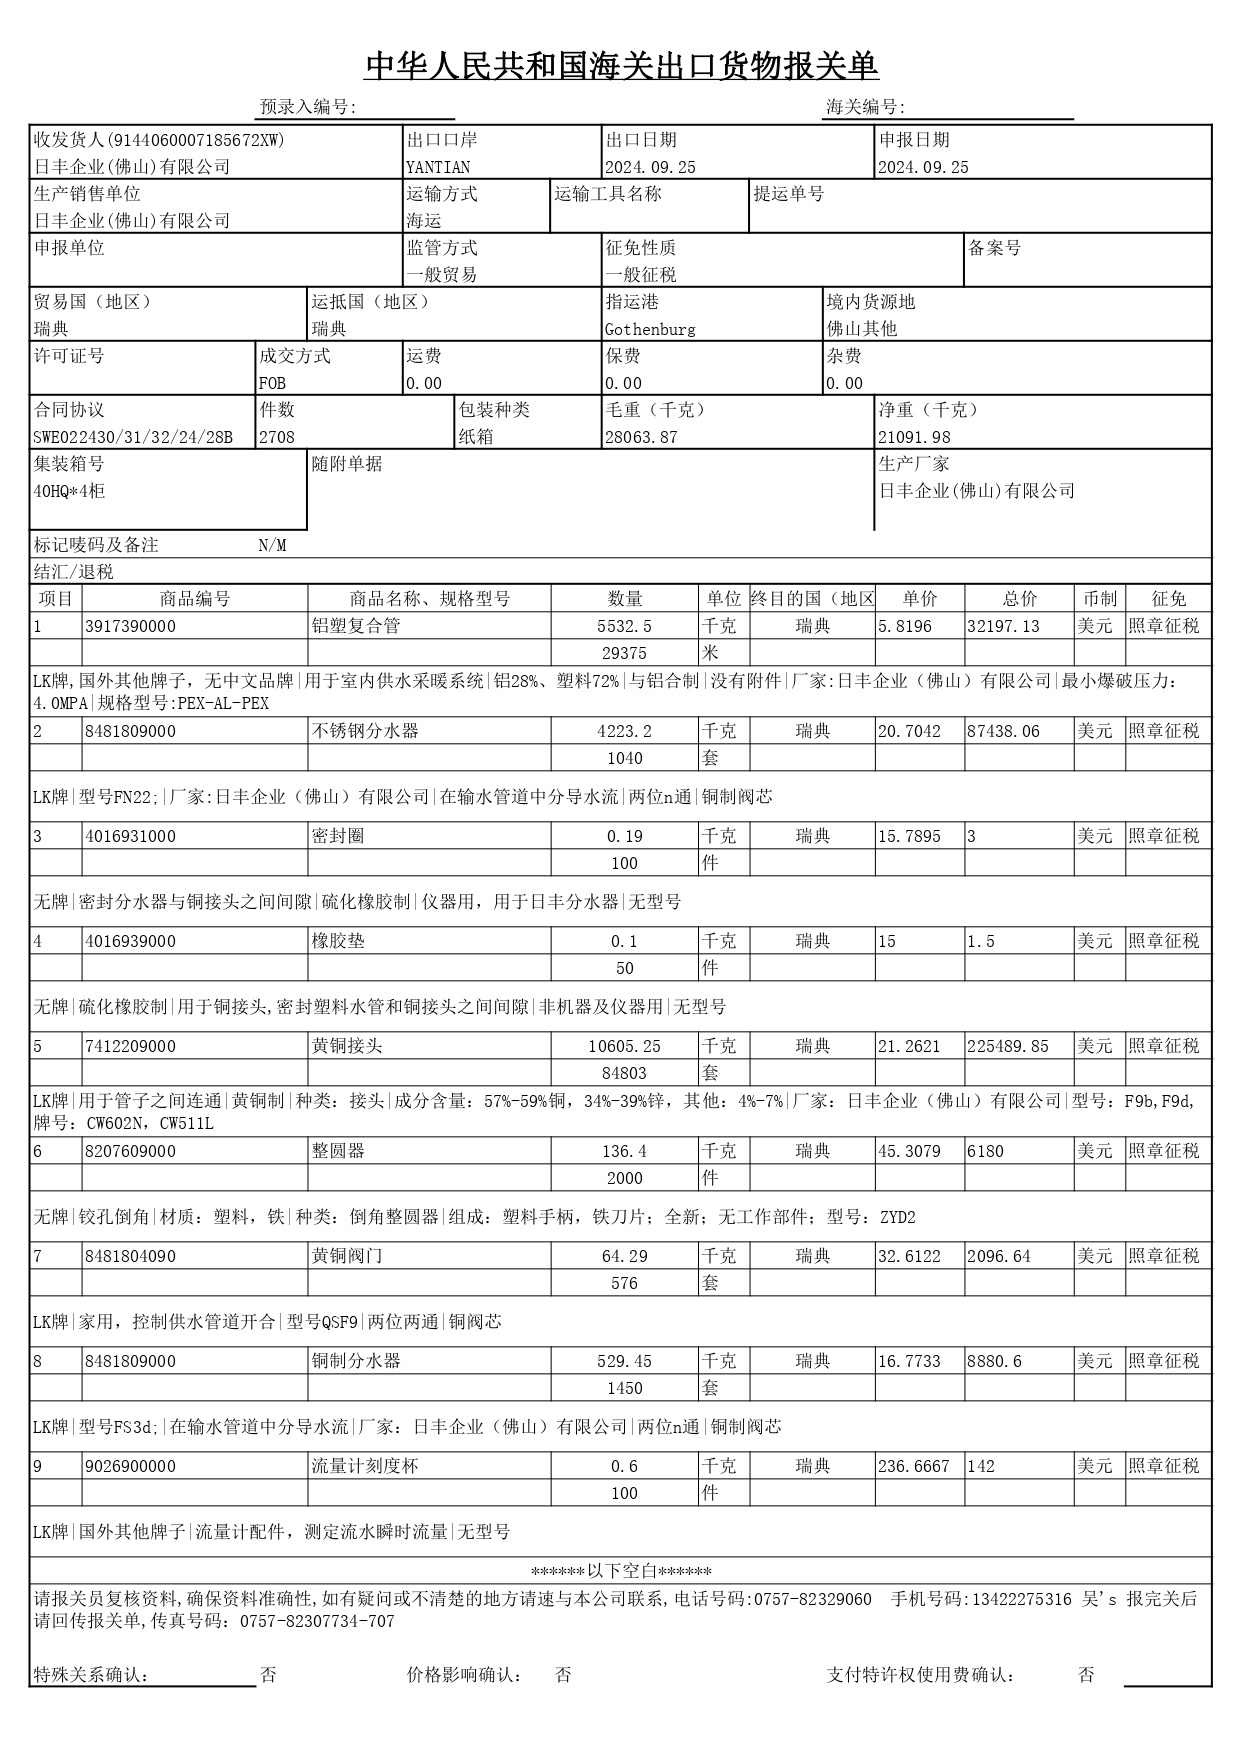 中华人民共和国海关出口货物报关单
预录入编号: 海关编号:
收发货人(9144060007185672XW) 出口口岸 出口日期 申报日期
日丰企业(佛山)有限公司 YANTIAN 2024.09.25 2024.09.25
生产销售单位 运输方式 运输工具名称 提运单号
日丰企业(佛山)有限公司 海运
申报单位 监管方式 征免性质 备案号
一般贸易 一般征税
贸易国（地区） 运抵国（地区） 指运港 境内货源地
瑞典 瑞典 Gothenburg 佛山其他
许可证号 成交方式 运费 保费 杂费
FOB 0.00 0.00 0.00
合同协议 件数 包装种类 毛重（千克） 净重（千克）
SWE022430/31/32/24/28B 2708 纸箱 28063.87 21091.98
集装箱号 随附单据 生产厂家
40HQ*4柜 日丰企业(佛山)有限公司
标记唛码及备注 N/M
结汇/退税
项目 商品编号 商品名称、规格型号 数量 单位 终目的国（地区 单价 总价 币制 征免
1 3917390000 铝塑复合管 5532.5 千克 瑞典 5.8196 32197.13 美元 照章征税
29375 米
LK牌,国外其他牌子，无中文品牌|用于室内供水采暖系统|铝28%、塑料72%|与铝合制|没有附件|厂家:日丰企业（佛山）有限公司|最小爆破压力:
4.0MPA|规格型号:PEX-AL-PEX
2 8481809000 不锈钢分水器 4223.2 千克 瑞典 20.7042 87438.06 美元 照章征税
1040 套
LK牌|型号FN22;|厂家:日丰企业（佛山）有限公司|在输水管道中分导水流|两位n通|铜制阀芯
3 4016931000 密封圈 0.19 千克 瑞典 15.7895 3 美元 照章征税
100 件
无牌|密封分水器与铜接头之间间隙|硫化橡胶制|仪器用，用于日丰分水器|无型号
4 4016939000 橡胶垫 0.1 千克 瑞典 15 1.5 美元 照章征税
50 件
无牌|硫化橡胶制|用于铜接头,密封塑料水管和铜接头之间间隙|非机器及仪器用|无型号
5 7412209000 黄铜接头 10605.25 千克 瑞典 21.2621 225489.85 美元 照章征税
84803 套
LK牌|用于管子之间连通|黄铜制|种类：接头|成分含量：57%-59%铜，34%-39%锌，其他：4%-7%|厂家：日丰企业（佛山）有限公司|型号：F9b,F9d,
牌号：CW602N，CW511L
6 8207609000 整圆器 136.4 千克 瑞典 45.3079 6180 美元 照章征税
2000 件
无牌|铰孔倒角|材质：塑料，铁|种类：倒角整圆器|组成：塑料手柄，铁刀片；全新；无工作部件；型号：ZYD2
7 8481804090 黄铜阀门 64.29 千克 瑞典 32.6122 2096.64 美元 照章征税
576 套
LK牌|家用，控制供水管道开合|型号QSF9|两位两通|铜阀芯
8 8481809000 铜制分水器 529.45 千克 瑞典 16.7733 8880.6 美元 照章征税
1450 套
LK牌|型号FS3d;|在输水管道中分导水流|厂家：日丰企业（佛山）有限公司|两位n通|铜制阀芯
9 9026900000 流量计刻度杯 0.6 千克 瑞典 236.6667 142 美元 照章征税
100 件
LK牌|国外其他牌子|流量计配件，测定流水瞬时流量|无型号
******以下空白******
请报关员复核资料,确保资料准确性,如有疑问或不清楚的地方请速与本公司联系,电话号码:0757-82329060 手机号码:13422275316 吴's 报完关后
请回传报关单,传真号码：0757-82307734-707
特殊关系确认： 否 价格影响确认： 否 支付特许权使用费确认： 否